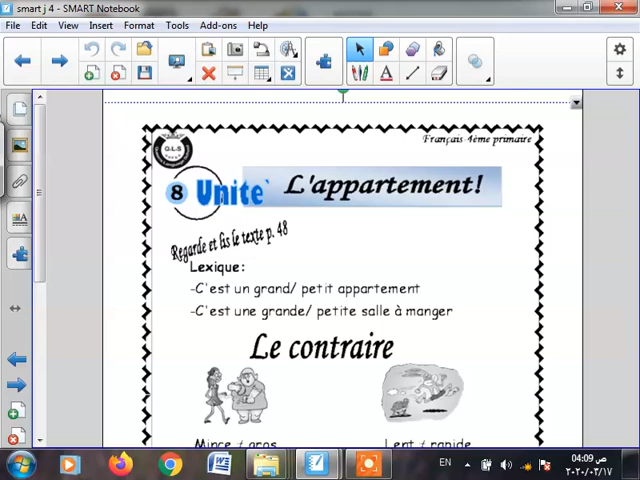 smart j 4 - SMART Notebook
File Edit View Insert Format Tools Add-ons Help
G.L.S
Français 4ème primaire
8 Unité
L'appartement!
Regarde et lis le texte p. 48
Lexique:
-C'est un grand/ petit appartement
-C'est une grande/ petite salle à manger
Le contraire
Mince ≠ gros
Lent ≠ rapide
EN
04:09 ص
٢٠٢٠/٠٣/١٧